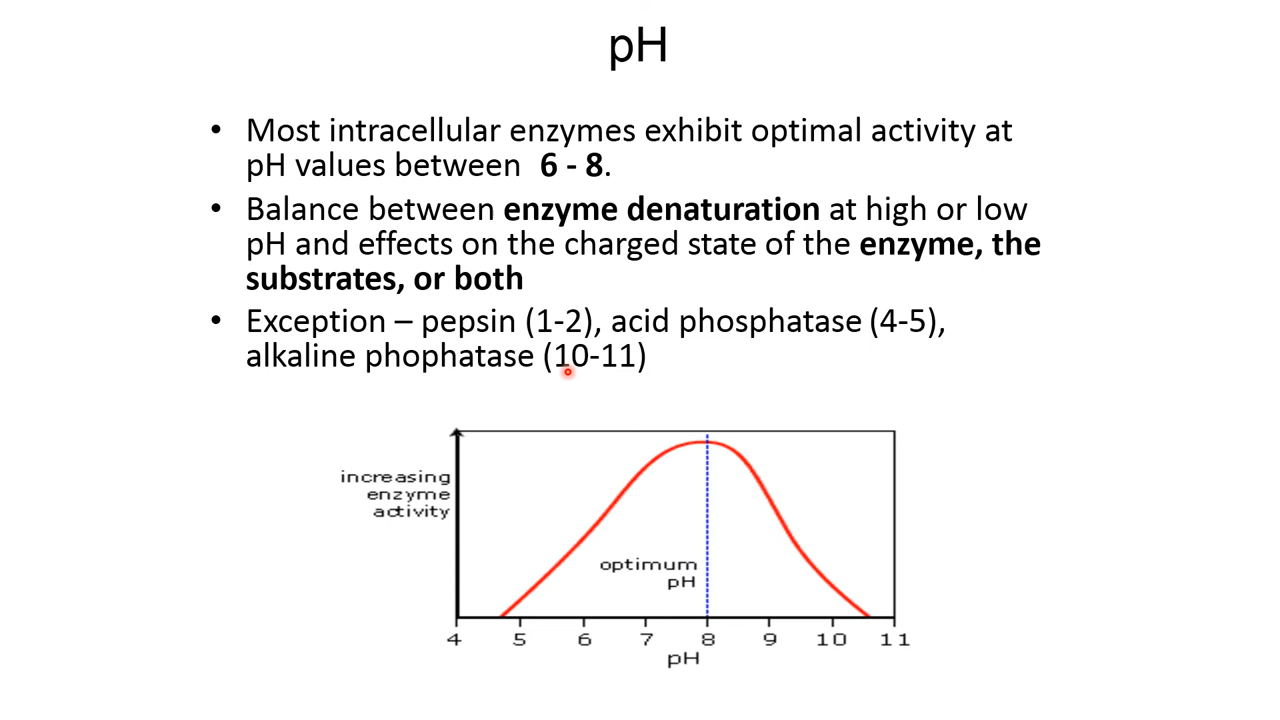 pH
• Most intracellular enzymes exhibit optimal activity at
pH values between 6 - 8.
• Balance between enzyme denaturation at high or low
pH and effects on the charged state of the enzyme, the
substrates, or both
• Exception – pepsin (1-2), acid phosphatase (4-5),
alkaline phophatase (10-11)
increasing
enzyme
activity
optimum
pH
4 5 6 7 8 9 10 11
pH